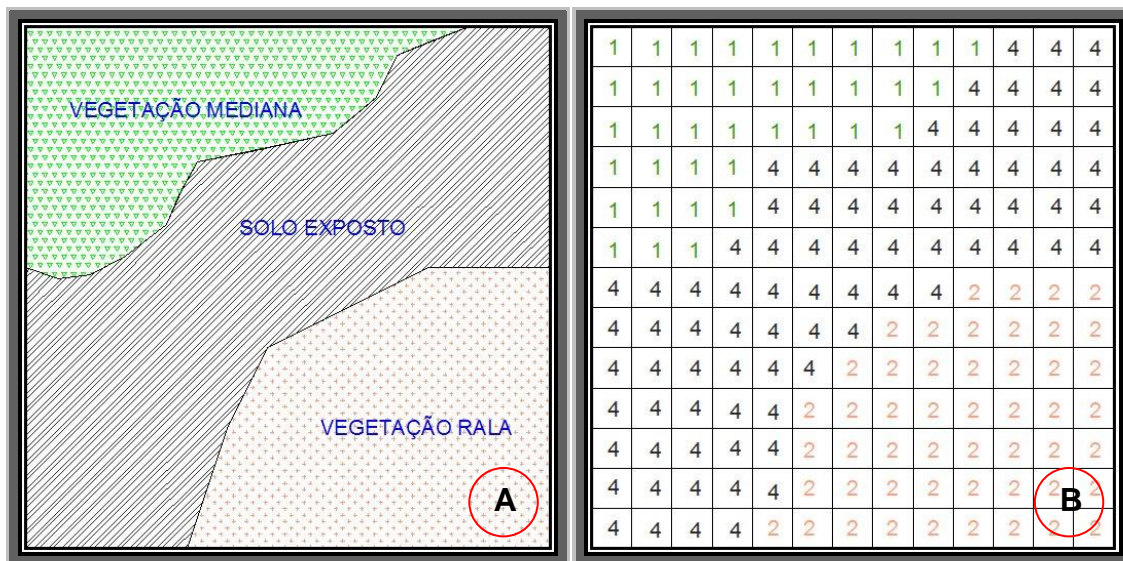 VEGETAÇÃO MEDIANA
SOLO EXPOSTO
VEGETAÇÃO RALA
A
1 1 1 1 1 1 1 1 1 1 4 4 4
1 1 1 1 1 1 1 1 1 4 4 4 4
1 1 1 1 1 1 1 1 4 4 4 4 4
1 1 1 1 4 4 4 4 4 4 4 4 4
1 1 1 1 4 4 4 4 4 4 4 4 4
1 1 1 4 4 4 4 4 4 4 4 4 4
4 4 4 4 4 4 4 4 4 2 2 2 2
4 4 4 4 4 4 4 2 2 2 2 2 2
4 4 4 4 4 4 2 2 2 2 2 2 2
4 4 4 4 4 2 2 2 2 2 2 2 2
4 4 4 4 4 2 2 2 2 2 2 2 2
4 4 4 4 4 2 2 2 2 2 2 2 2
4 4 4 4 2 2 2 2 2 2 2 2 2
B